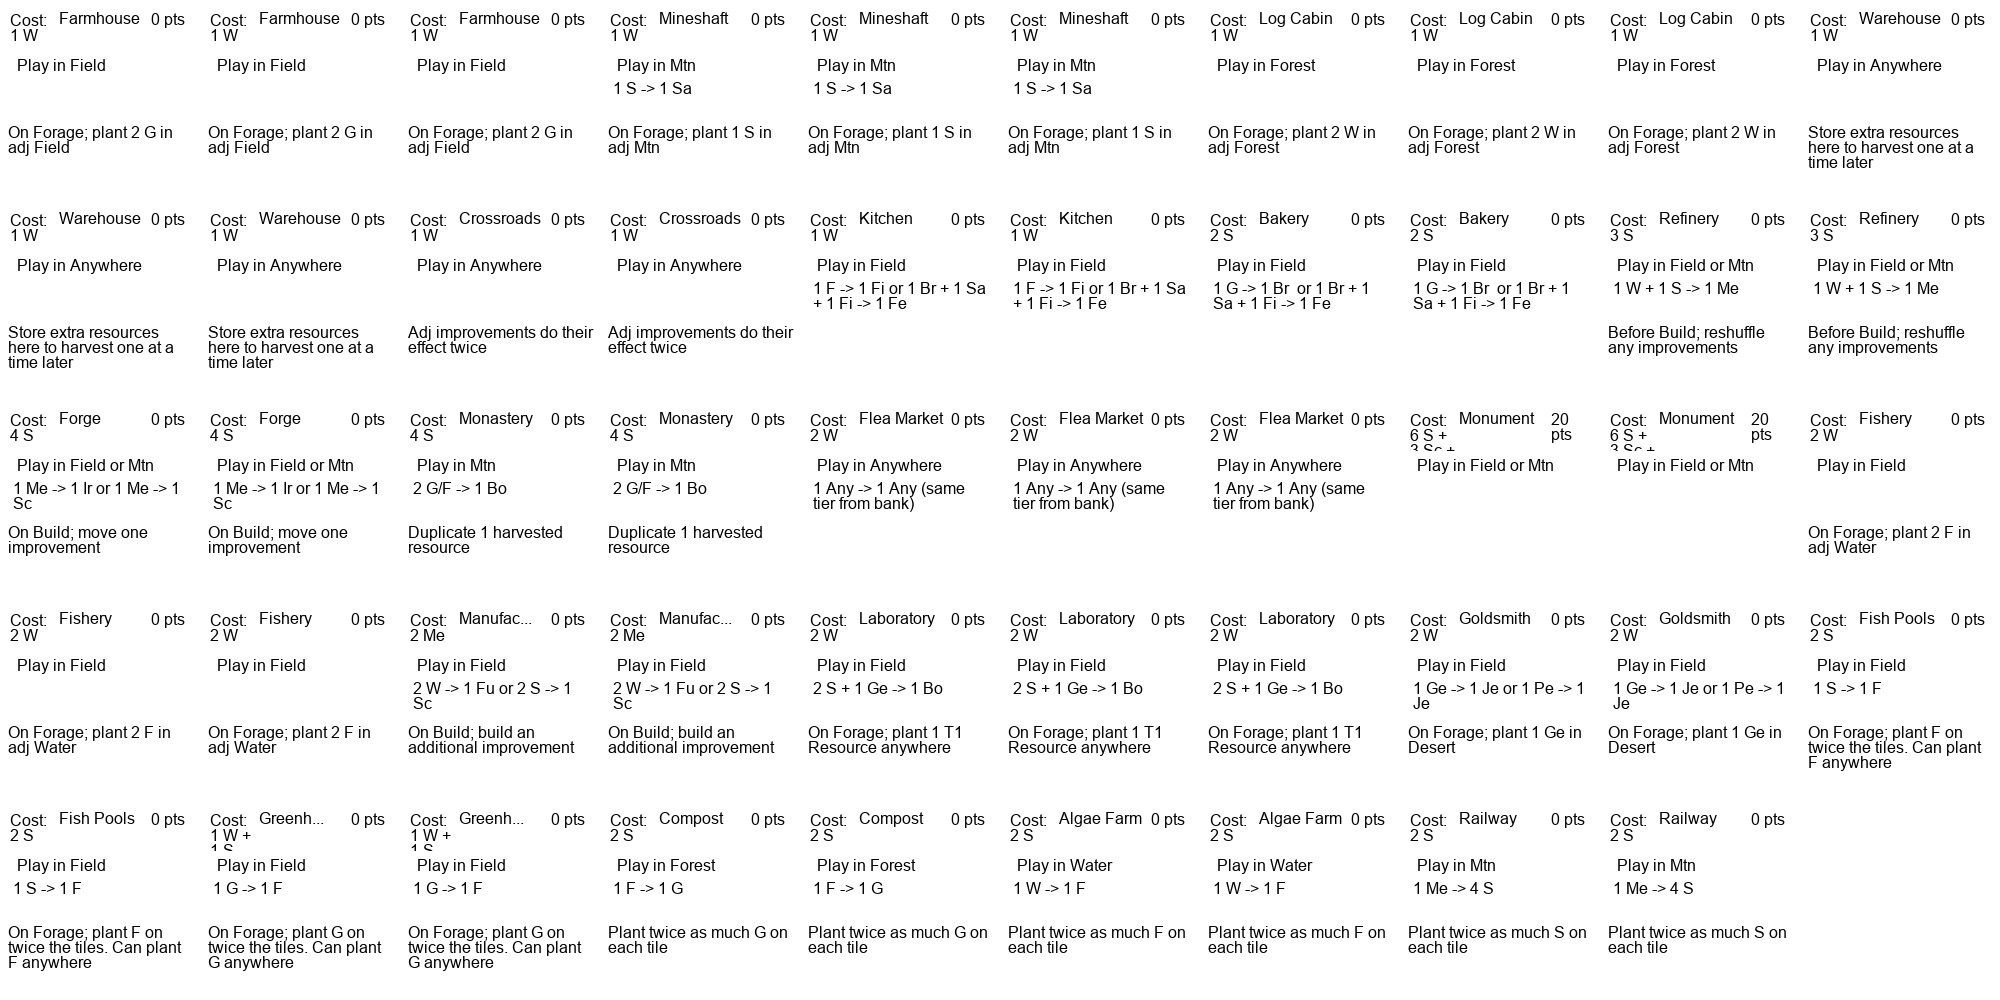 Cost: Farmhouse 0 pts
1 W
Play in Field
On Forage; plant 2 G in
adj Field
Cost: Farmhouse 0 pts
1 W
Play in Field
On Forage; plant 2 G in
adj Field
Cost: Farmhouse 0 pts
1 W
Play in Field
On Forage; plant 2 G in
adj Field
Cost: Mineshaft 0 pts
1 W
Play in Mtn
1 S -> 1 Sa
On Forage; plant 1 S in
adj Mtn
Cost: Mineshaft 0 pts
1 W
Play in Mtn
1 S -> 1 Sa
On Forage; plant 1 S in
adj Mtn
Cost: Mineshaft 0 pts
1 W
Play in Mtn
1 S -> 1 Sa
On Forage; plant 1 S in
adj Mtn
Cost: Log Cabin 0 pts
1 W
Play in Forest
On Forage; plant 2 W in
adj Forest
Cost: Log Cabin 0 pts
1 W
Play in Forest
On Forage; plant 2 W in
adj Forest
Cost: Log Cabin 0 pts
1 W
Play in Forest
On Forage; plant 2 W in
adj Forest
Cost: Warehouse 0 pts
1 W
Play in Anywhere
Store extra resources
here to harvest one at a
time later
Cost: Warehouse 0 pts
1 W
Play in Anywhere
Store extra resources
here to harvest one at a
time later
Cost: Warehouse 0 pts
1 W
Play in Anywhere
Store extra resources
here to harvest one at a
time later
Cost: Crossroads 0 pts
1 W
Play in Anywhere
Adj improvements do their
effect twice
Cost: Crossroads 0 pts
1 W
Play in Anywhere
Adj improvements do their
effect twice
Cost: Kitchen 0 pts
1 W
Play in Field
1 F -> 1 Fi or 1 Br + 1 Sa
+ 1 Fi -> 1 Fe
Cost: Kitchen 0 pts
1 W
Play in Field
1 F -> 1 Fi or 1 Br + 1 Sa
+ 1 Fi -> 1 Fe
Cost: Bakery 0 pts
2 S
Play in Field
1 G -> 1 Br or 1 Br + 1
Sa + 1 Fi -> 1 Fe
Cost: Bakery 0 pts
2 S
Play in Field
1 G -> 1 Br or 1 Br + 1
Sa + 1 Fi -> 1 Fe
Cost: Refinery 0 pts
3 S
Play in Field or Mtn
1 W + 1 S -> 1 Me
Before Build; reshuffle
any improvements
Cost: Refinery 0 pts
3 S
Play in Field or Mtn
1 W + 1 S -> 1 Me
Before Build; reshuffle
any improvements
Cost: Forge 0 pts
4 S
Play in Field or Mtn
1 Me -> 1 Ir or 1 Me -> 1
Sc
On Build; move one
improvement
Cost: Forge 0 pts
4 S
Play in Field or Mtn
1 Me -> 1 Ir or 1 Me -> 1
Sc
On Build; move one
improvement
Cost: Monastery 0 pts
4 S
Play in Mtn
2 G/F -> 1 Bo
Duplicate 1 harvested
resource
Cost: Monastery 0 pts
4 S
Play in Mtn
2 G/F -> 1 Bo
Duplicate 1 harvested
resource
Cost: Flea Market 0 pts
2 W
Play in Anywhere
1 Any -> 1 Any (same
tier from bank)
Cost: Flea Market 0 pts
2 W
Play in Anywhere
1 Any -> 1 Any (same
tier from bank)
Cost: Flea Market 0 pts
2 W
Play in Anywhere
1 Any -> 1 Any (same
tier from bank)
Cost: Monument 20
6 S + pts
3 Sc +
Play in Field or Mtn
Cost: Monument 20
6 S + pts
3 Sc +
Play in Field or Mtn
Cost: Fishery 0 pts
2 W
Play in Field
On Forage; plant 2 F in
adj Water
Cost: Fishery 0 pts
2 W
Play in Field
On Forage; plant 2 F in
adj Water
Cost: Fishery 0 pts
2 W
Play in Field
On Forage; plant 2 F in
adj Water
Cost: Manufac... 0 pts
2 Me
Play in Field
2 W -> 1 Fu or 2 S -> 1
Sc
On Build; build an
additional improvement
Cost: Manufac... 0 pts
2 Me
Play in Field
2 W -> 1 Fu or 2 S -> 1
Sc
On Build; build an
additional improvement
Cost: Laboratory 0 pts
2 W
Play in Field
2 S + 1 Ge -> 1 Bo
On Forage; plant 1 T1
Resource anywhere
Cost: Laboratory 0 pts
2 W
Play in Field
2 S + 1 Ge -> 1 Bo
On Forage; plant 1 T1
Resource anywhere
Cost: Laboratory 0 pts
2 W
Play in Field
2 S + 1 Ge -> 1 Bo
On Forage; plant 1 T1
Resource anywhere
Cost: Goldsmith 0 pts
2 W
Play in Field
1 Ge -> 1 Je or 1 Pe -> 1
Je
On Forage; plant 1 Ge in
Desert
Cost: Goldsmith 0 pts
2 W
Play in Field
1 Ge -> 1 Je or 1 Pe -> 1
Je
On Forage; plant 1 Ge in
Desert
Cost: Fish Pools 0 pts
2 S
Play in Field
1 S -> 1 F
On Forage; plant F on
twice the tiles. Can plant
F anywhere
Cost: Fish Pools 0 pts
2 S
Play in Field
1 S -> 1 F
On Forage; plant F on
twice the tiles. Can plant
F anywhere
Cost: Greenh... 0 pts
1 W +
1 S
Play in Field
1 G -> 1 F
On Forage; plant G on
twice the tiles. Can plant
G anywhere
Cost: Greenh... 0 pts
1 W +
1 S
Play in Field
1 G -> 1 F
On Forage; plant G on
twice the tiles. Can plant
G anywhere
Cost: Compost 0 pts
2 S
Play in Forest
1 F -> 1 G
Plant twice as much G on
each tile
Cost: Compost 0 pts
2 S
Play in Forest
1 F -> 1 G
Plant twice as much G on
each tile
Cost: Algae Farm 0 pts
2 S
Play in Water
1 W -> 1 F
Plant twice as much F on
each tile
Cost: Algae Farm 0 pts
2 S
Play in Water
1 W -> 1 F
Plant twice as much F on
each tile
Cost: Railway 0 pts
2 S
Play in Mtn
1 Me -> 4 S
Plant twice as much S on
each tile
Cost: Railway 0 pts
2 S
Play in Mtn
1 Me -> 4 S
Plant twice as much S on
each tile